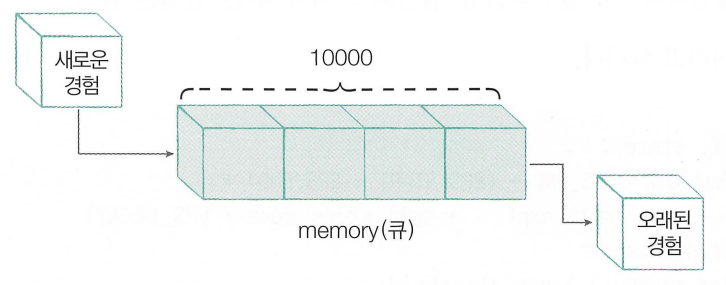 새로운
경험
10000
memory(큐)
오래된
경험